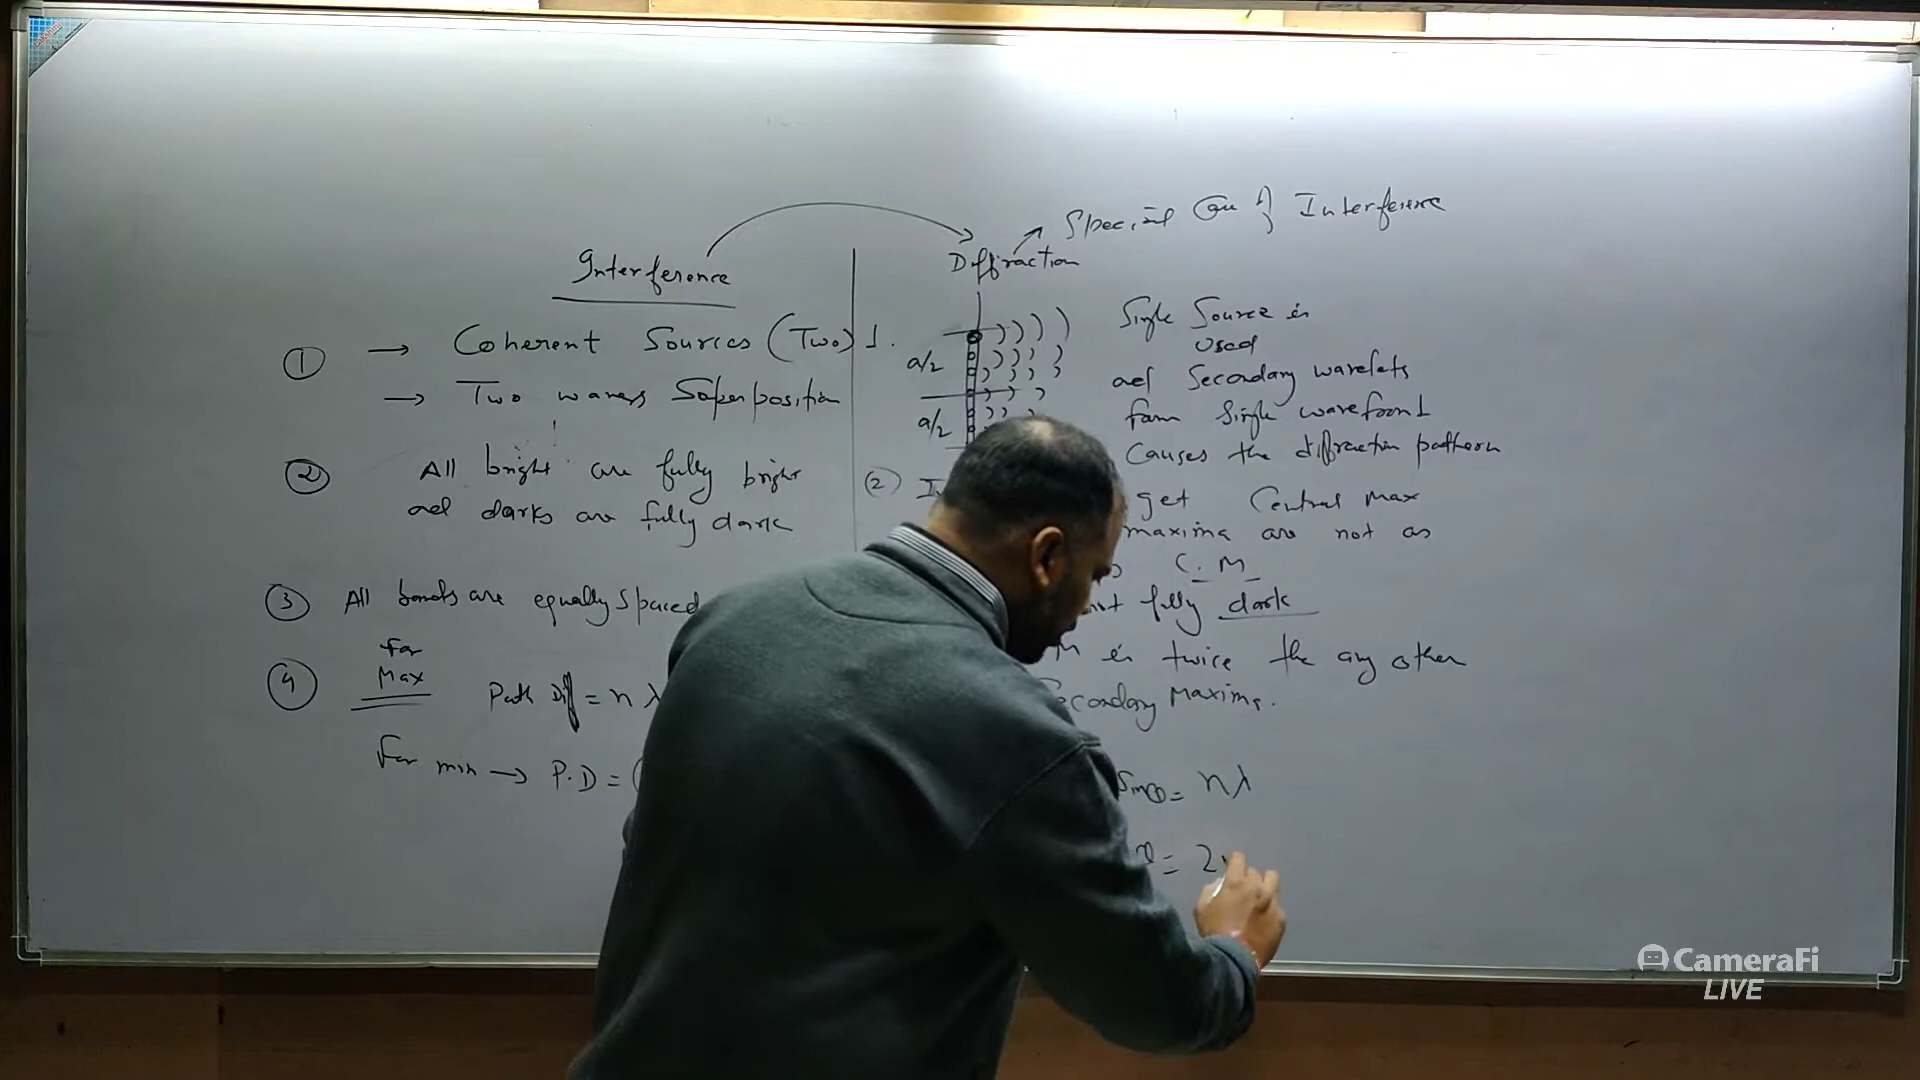 Special Case of Interference
Interference
Diffraction
① → Coherent Sources (Two)
→ Two waves Superposition
② All bright are fully bright
and darks are fully dark
③ All bands are equally spaced
④ For
Max
Path Diff = n λ
For min → P.D = (
1.
a/2
a/2
Single Source is
used
and Secondary wavelets
from single wavefront
Causes the diffraction pattern
(2) get Central max
maxima are not as
C.M
not fully dark
is twice the any other
Secondary maxima.
Sinθ = nλ
= 2
CameraFi
LIVE